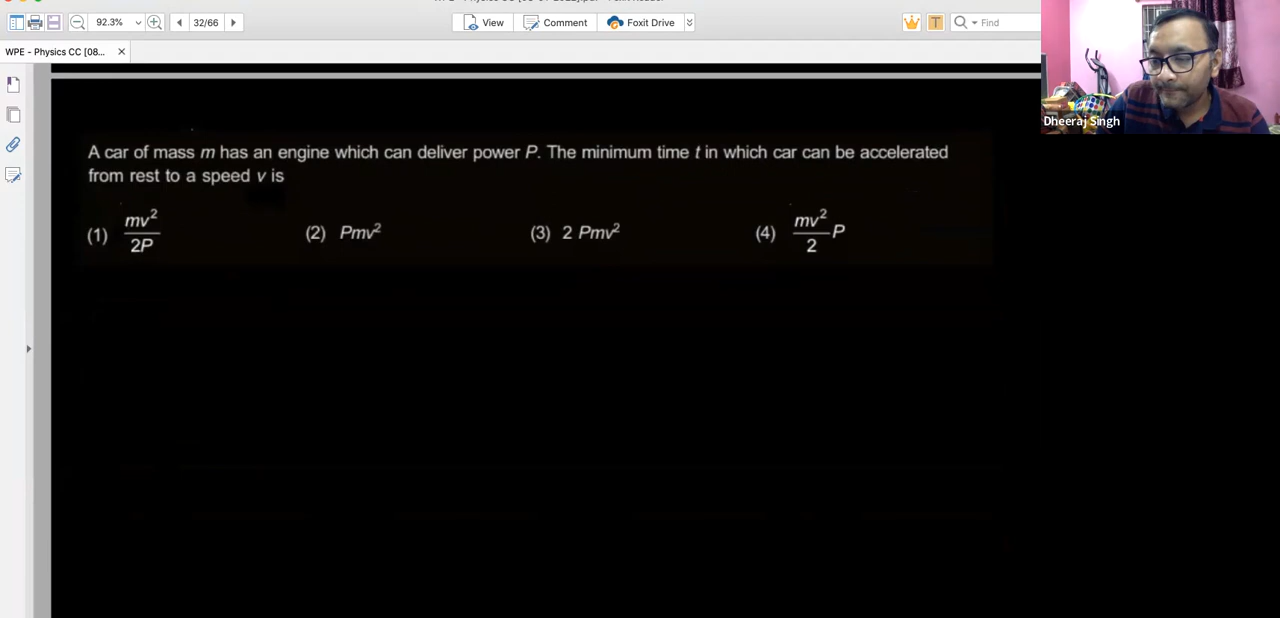 92.3%
32/66
View
Comment
Foxit Drive
Find
WPE - Physics CC [08...
Dheeraj Singh
A car of mass m has an engine which can deliver power P. The minimum time t in which car can be accelerated
from rest to a speed v is
(1) mv²/2P (2) Pmv² (3) 2 Pmv² (4) mv²/2 P